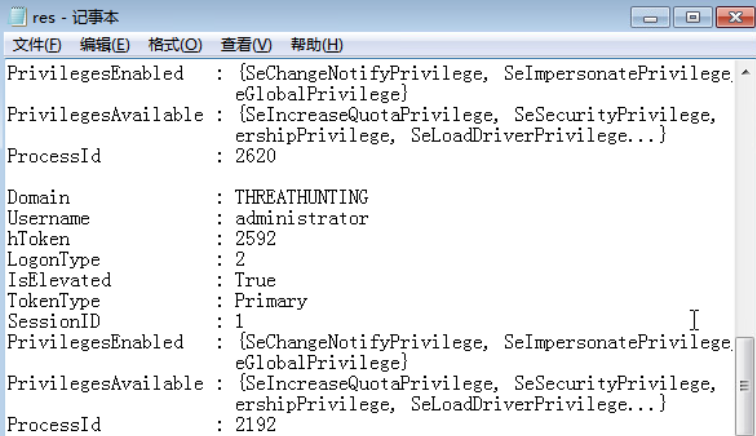 res - 记事本
文件(F) 编辑(E) 格式(O) 查看(V) 帮助(H)
PrivilegesEnabled : {SeChangeNotifyPrivilege, SeImpersonatePrivilege,
eGlobalPrivilege}
PrivilegesAvailable : {SeIncreaseQuotaPrivilege, SeSecurityPrivilege,
ershipPrivilege, SeLoadDriverPrivilege...}
ProcessId : 2620
Domain : THREATHUNTING
Username : administrator
hToken : 2592
LogonType : 2
IsElevated : True
TokenType : Primary
SessionID : 1
PrivilegesEnabled : {SeChangeNotifyPrivilege, SeImpersonatePrivilege,
eGlobalPrivilege}
PrivilegesAvailable : {SeIncreaseQuotaPrivilege, SeSecurityPrivilege,
ershipPrivilege, SeLoadDriverPrivilege...}
ProcessId : 2192